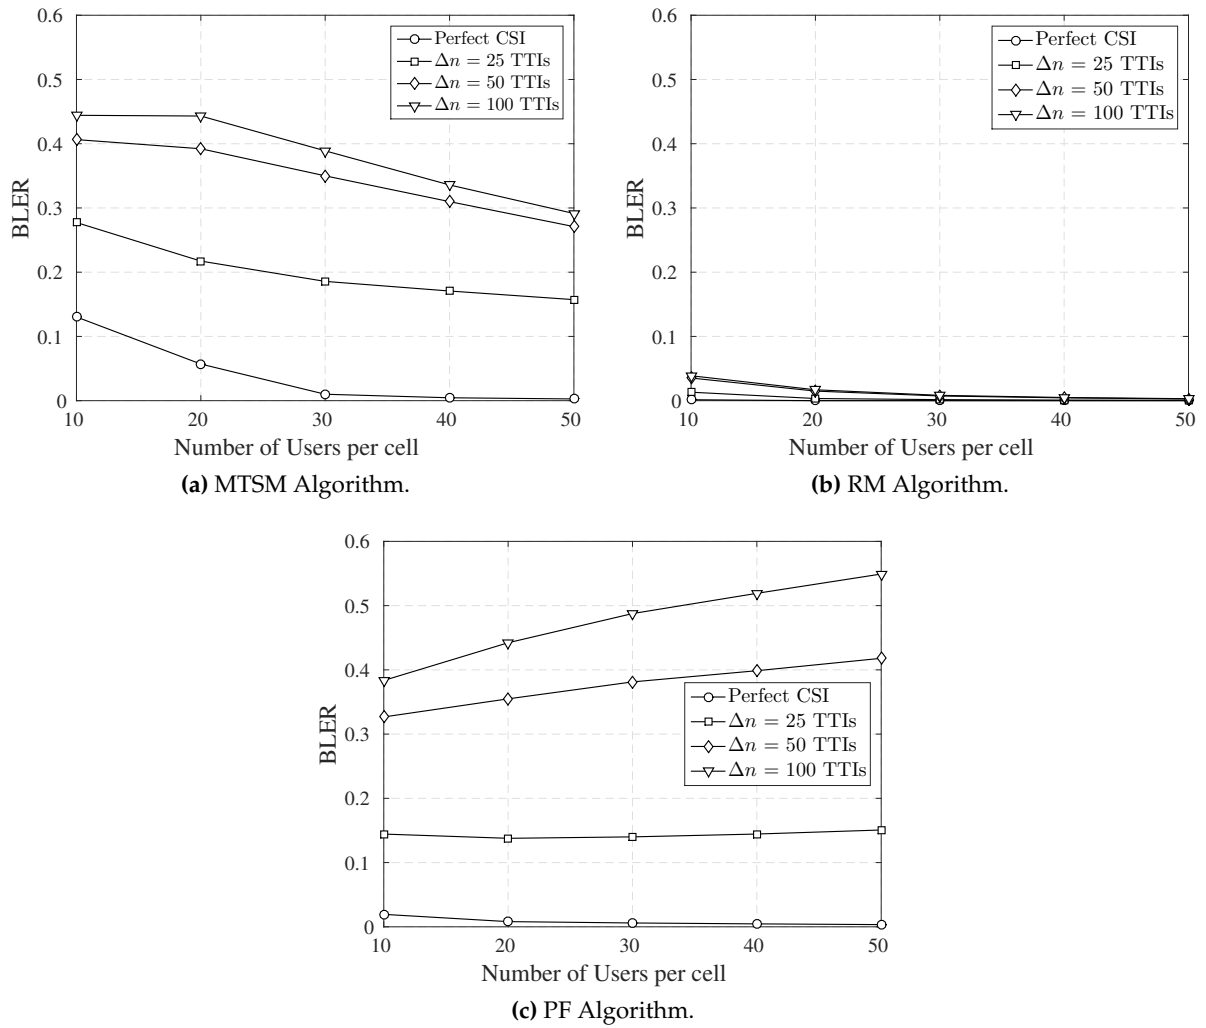 0.6
0.5
0.4
0.3
0.2
0.1
0
BLER
Perfect CSI
Δn = 25 TTIs
Δn = 50 TTIs
Δn = 100 TTIs
10 20 30 40 50
Number of Users per cell
(a) MTSM Algorithm.
0.6
0.5
0.4
0.3
0.2
0.1
0
BLER
Perfect CSI
Δn = 25 TTIs
Δn = 50 TTIs
Δn = 100 TTIs
10 20 30 40 50
Number of Users per cell
(b) RM Algorithm.
0.6
0.5
0.4
0.3
0.2
0.1
0
BLER
Perfect CSI
Δn = 25 TTIs
Δn = 50 TTIs
Δn = 100 TTIs
10 20 30 40 50
Number of Users per cell
(c) PF Algorithm.